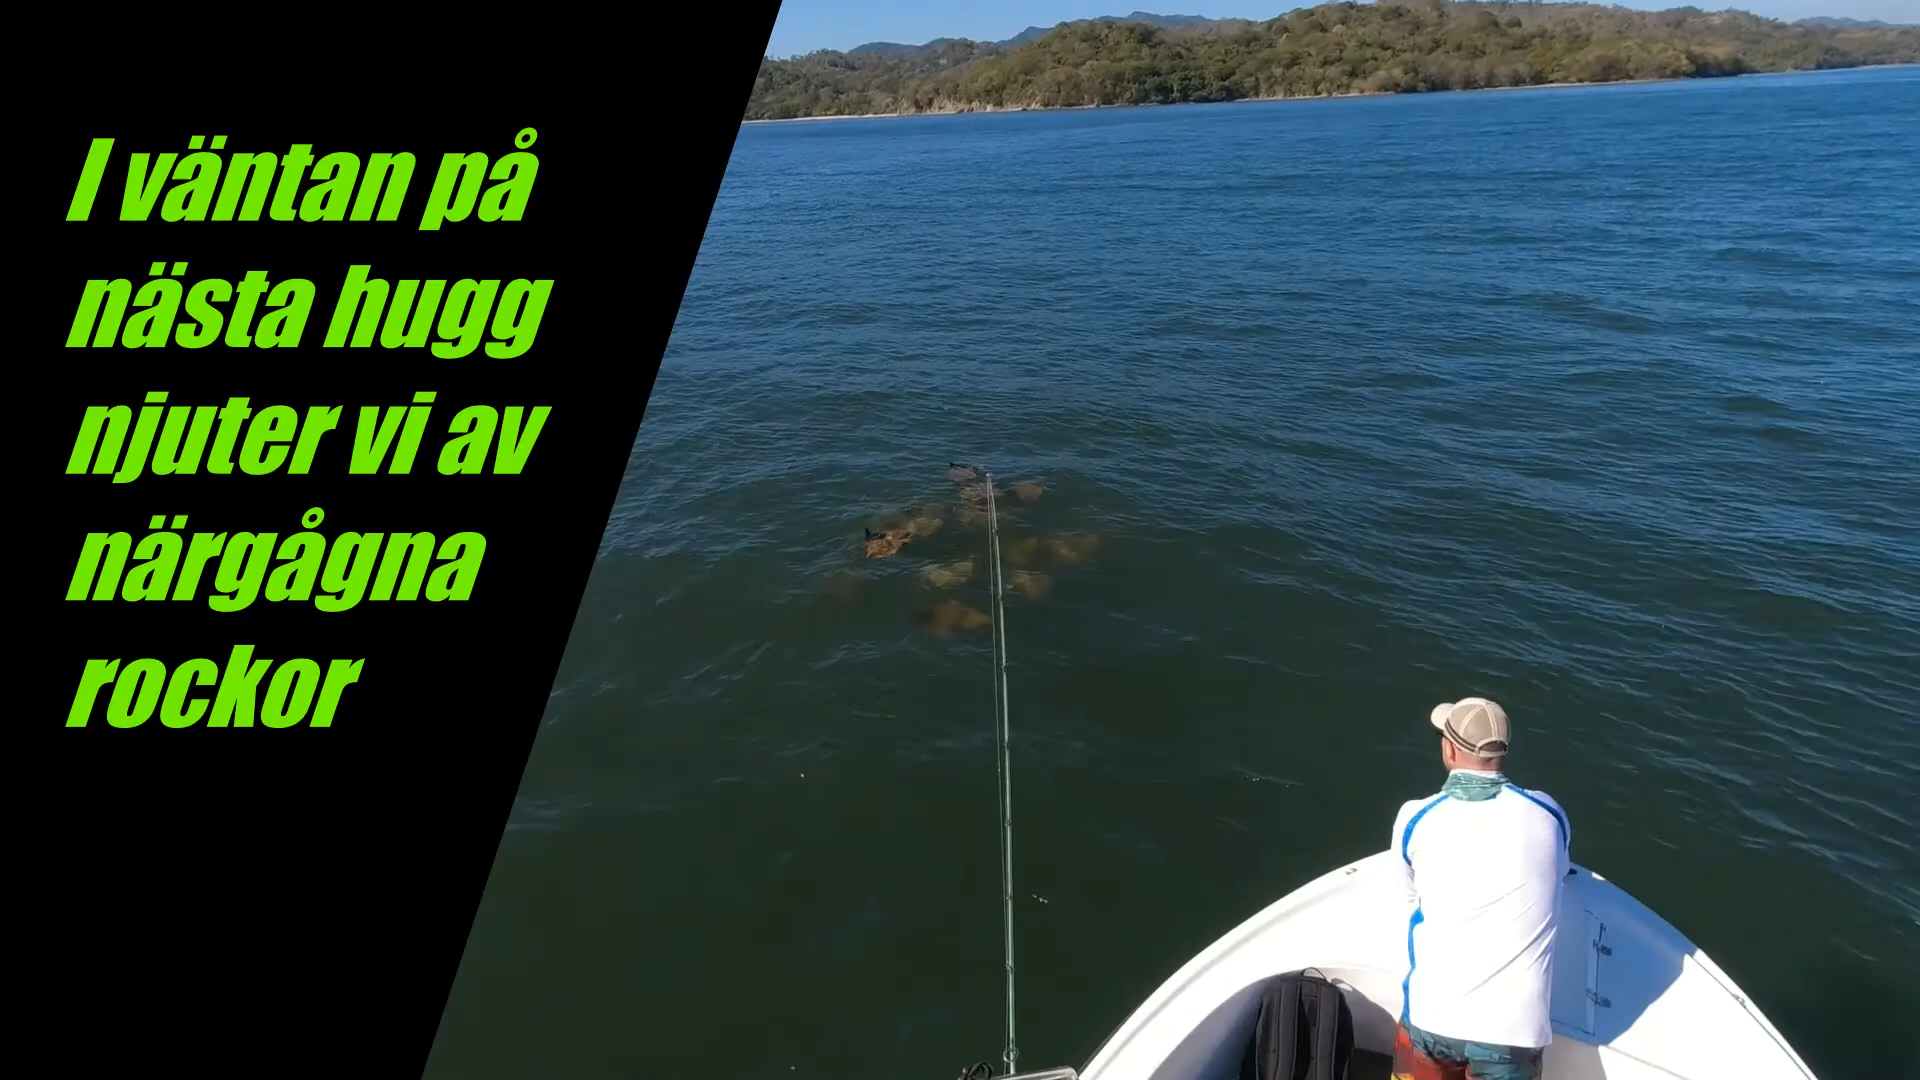 I väntan på
nästa hugg
njuter vi av
närgågna
rockor